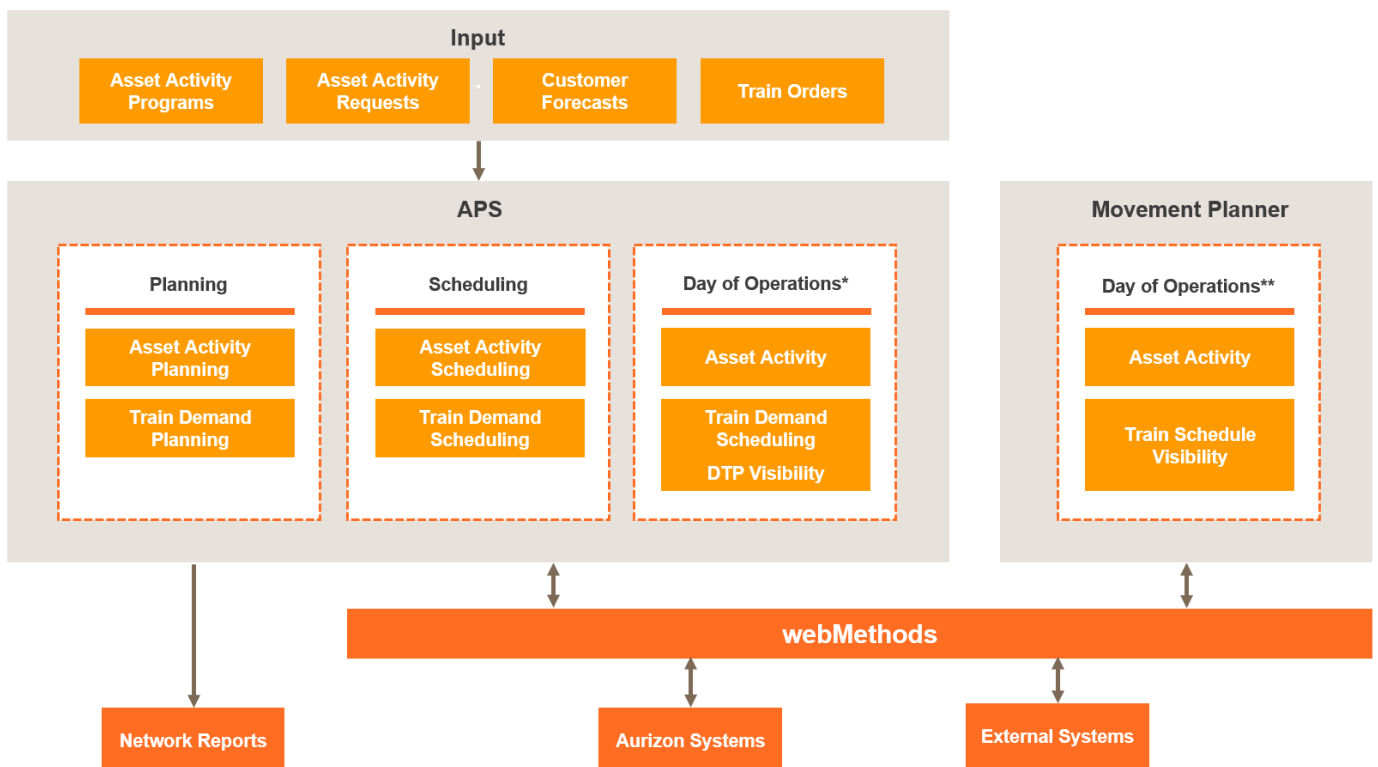 Input
Asset Activity
Programs
Asset Activity
Requests
Customer
Forecasts
Train Orders
APS
Planning
Asset Activity
Planning
Train Demand
Planning
Scheduling
Asset Activity
Scheduling
Train Demand
Scheduling
Day of Operations*
Asset Activity
Train Demand
Scheduling
DTP Visibility
Movement Planner
Day of Operations**
Asset Activity
Train Schedule
Visibility
webMethods
Network Reports
Aurizon Systems
External Systems